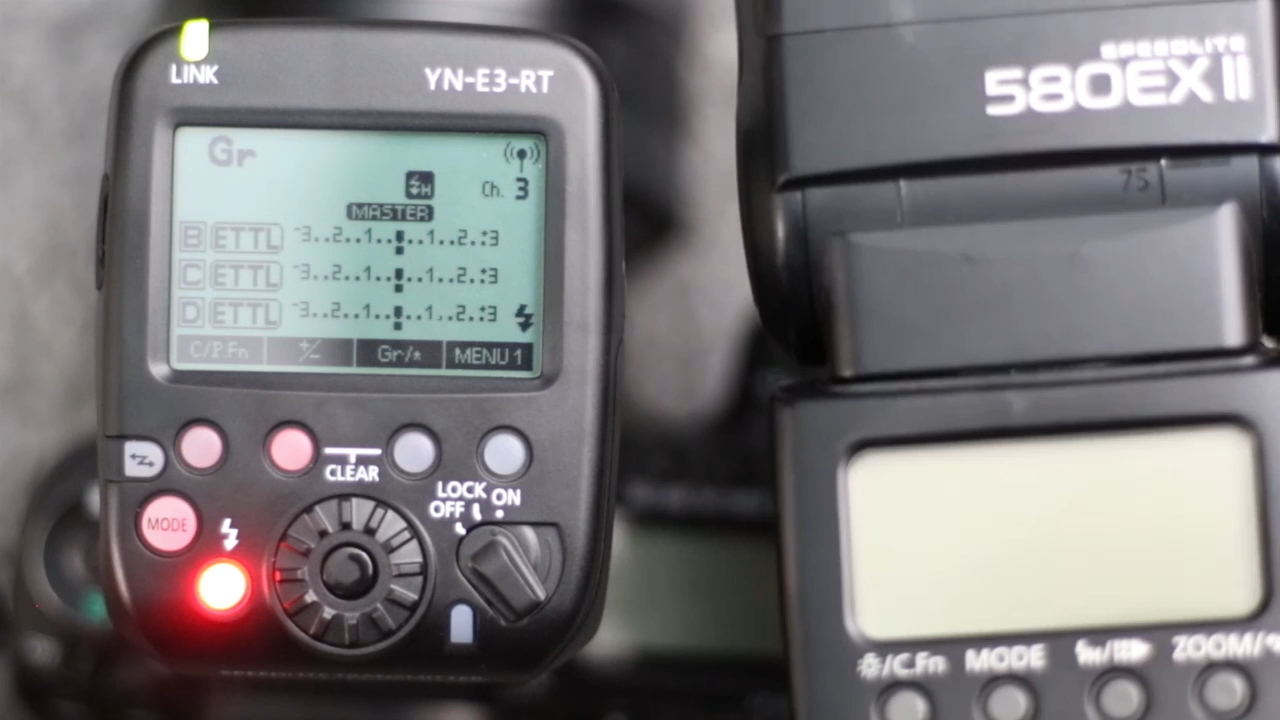 LINK
YN-E3-RT
Gr
H
Ch. 3
MASTER
B ETTL -3..2..1..▮..1..2.:+3
C ETTL -3..2..1..▮..1..2.:+3
D ETTL -3..2..1..▮..1..2.:+3
C/P.Fn +/− Gr/* MENU 1
CLEAR
LOCK
OFF ON
MODE
SPEEDLITE TRANSMITTER
SPEEDLITE
580EX II
75
/C.Fn MODE H/ ZOOM/